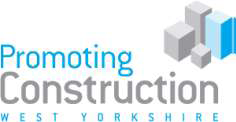 Promoting
Construction
WEST YORKSHIRE